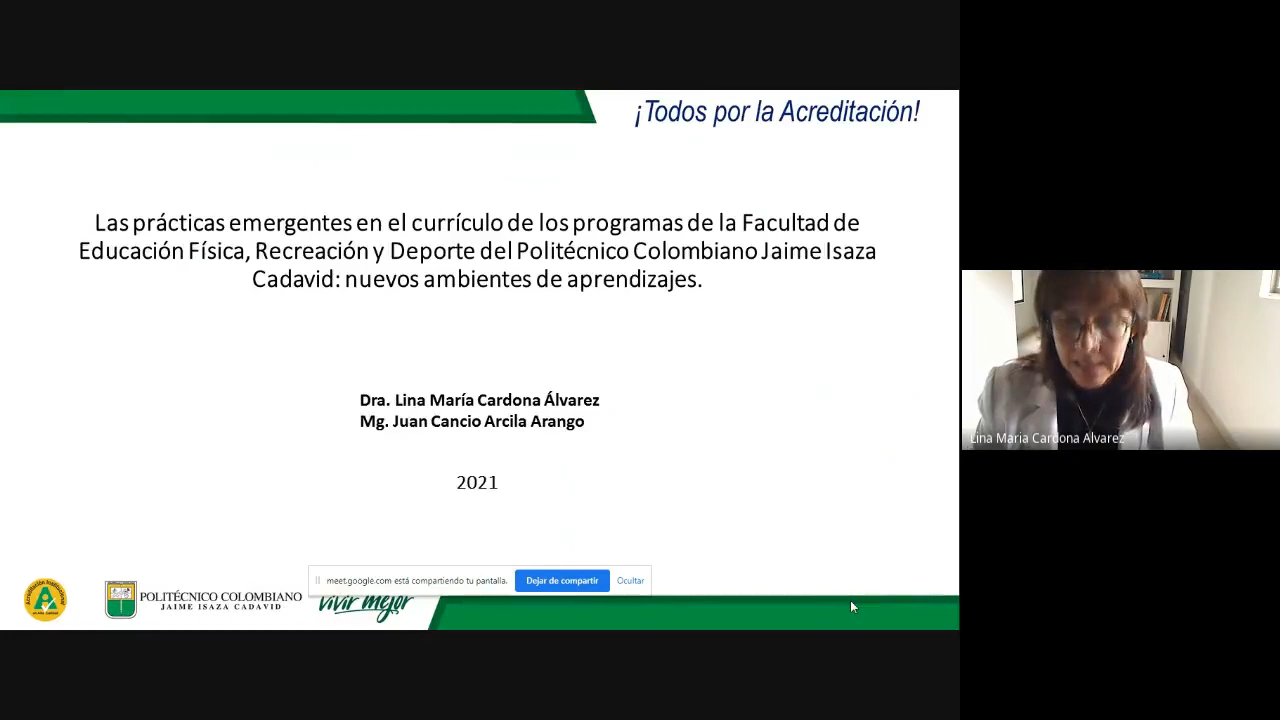 ¡Todos por la Acreditación!
Las prácticas emergentes en el currículo de los programas de la Facultad de
Educación Física, Recreación y Deporte del Politécnico Colombiano Jaime Isaza
Cadavid: nuevos ambientes de aprendizajes.
Dra. Lina María Cardona Álvarez
Mg. Juan Cancio Arcila Arango
2021
Lina Maria Cardona Alvarez
meet.google.com está compartiendo tu pantalla.
Dejar de compartir
Ocultar
POLITÉCNICO COLOMBIANO
JAIME ISAZA CADAVID
vivir mejor